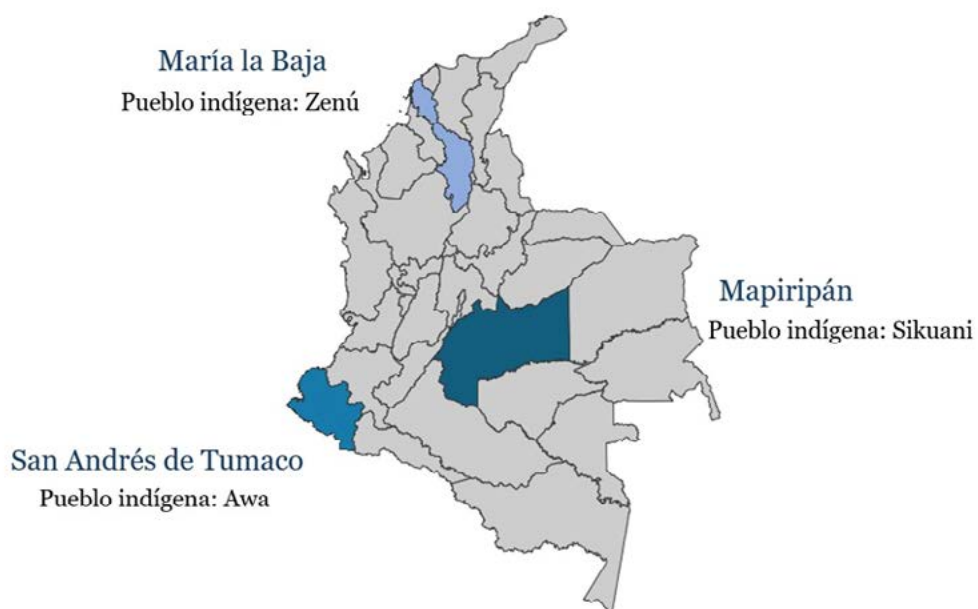 María la Baja
Pueblo indígena: Zenú
Mapiripán
Pueblo indígena: Sikuani
San Andrés de Tumaco
Pueblo indígena: Awa